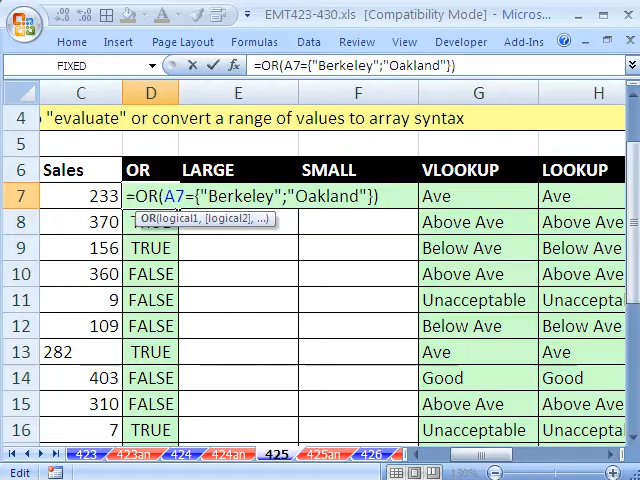 EMT423-430.xls [Compatibility Mode] - Micros...
Home Insert Page Layout Formulas Data Review View Developer Add-Ins
FIXED fx =OR(A7={"Berkeley";"Oakland"})
C D E F G H
4 "evaluate" or convert a range of values to array syntax
5
6 Sales OR LARGE SMALL VLOOKUP LOOKUP
7 233 =OR(A7={"Berkeley";"Oakland"}) Ave Ave
OR(logical1, [logical2], ...)
8 370 Above Ave Above Ave
9 156 TRUE Below Ave Below Ave
10 360 FALSE Above Ave Above Ave
11 9 FALSE Unacceptable Unaccepta
12 109 FALSE Below Ave Below Ave
13 282 TRUE Ave Ave
14 403 FALSE Good Good
15 310 FALSE Above Ave Above Ave
16 7 TRUE Unacceptable Unaccepta
423 423an 424 424an 425 425an 426
Edit 130%